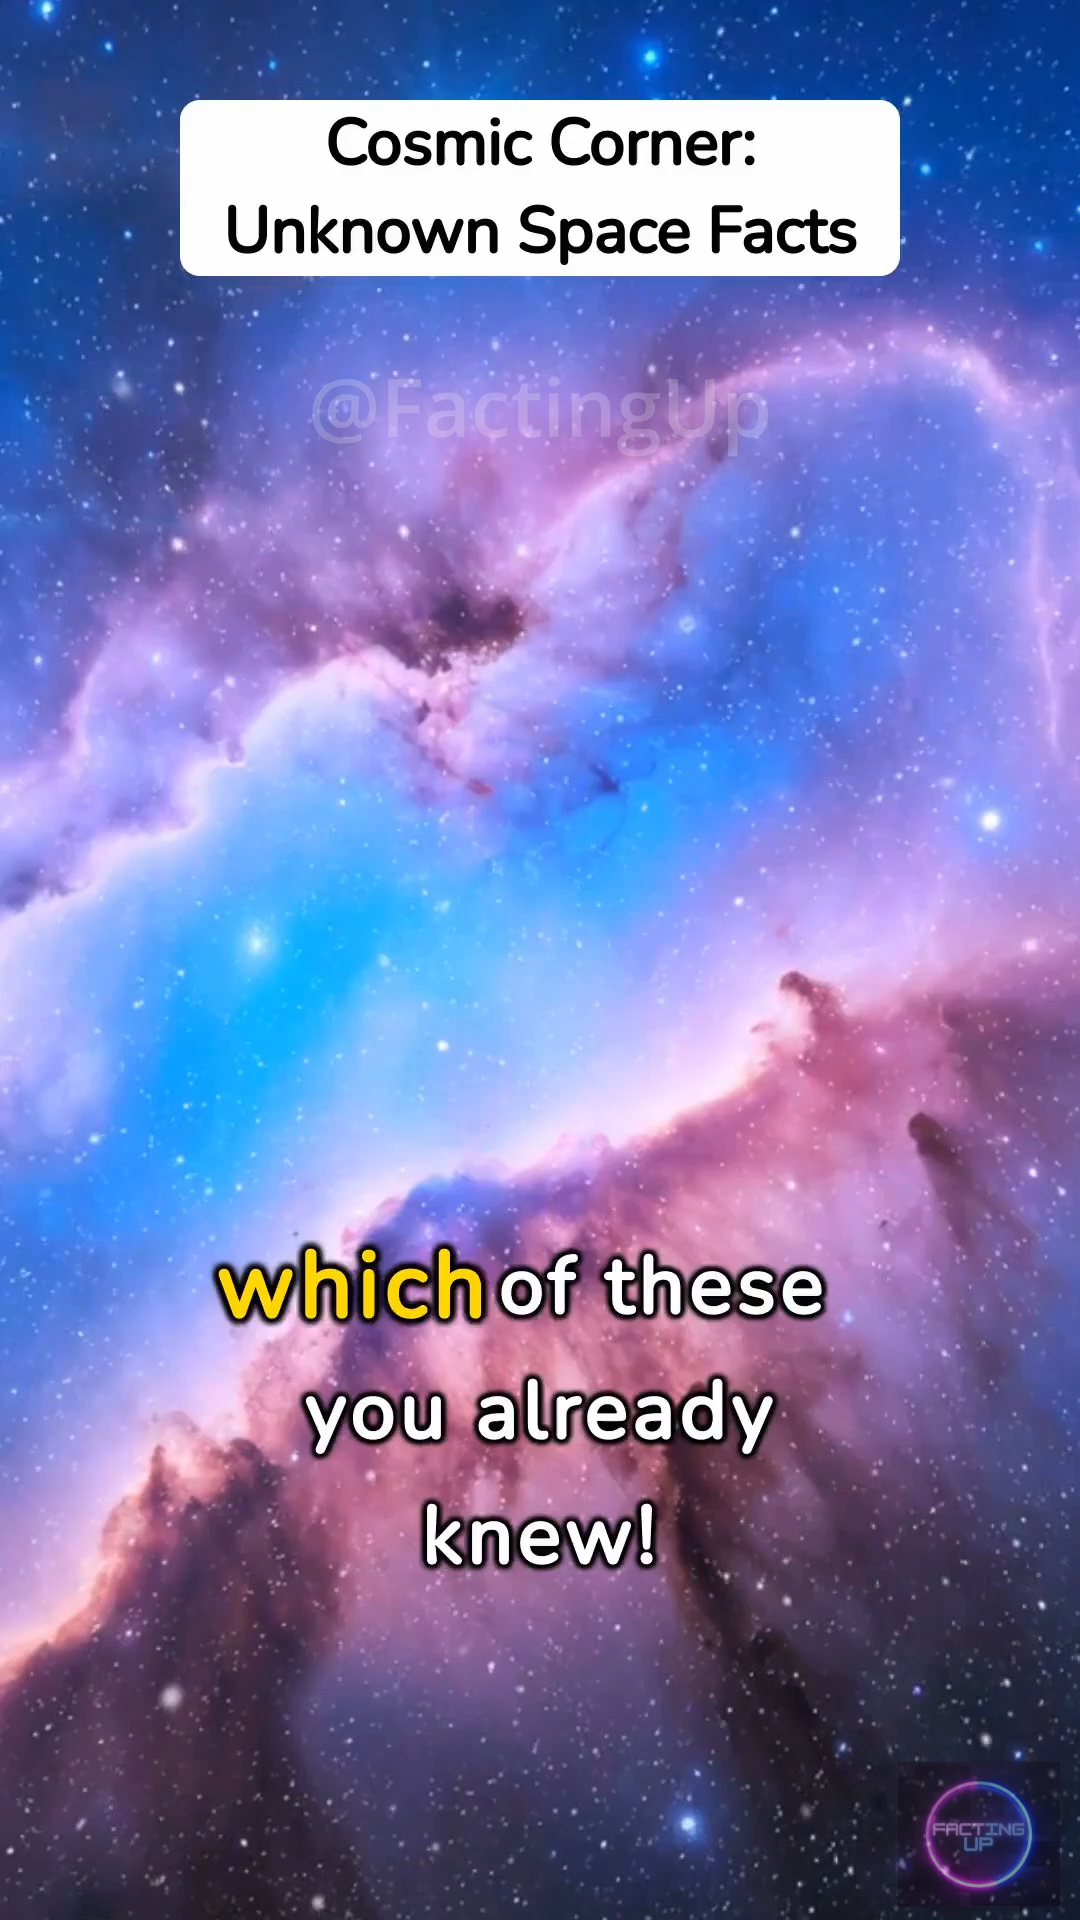 Cosmic Corner:
Unknown Space Facts
@FactingUp
which of these
you already
knew!
FACTING
UP